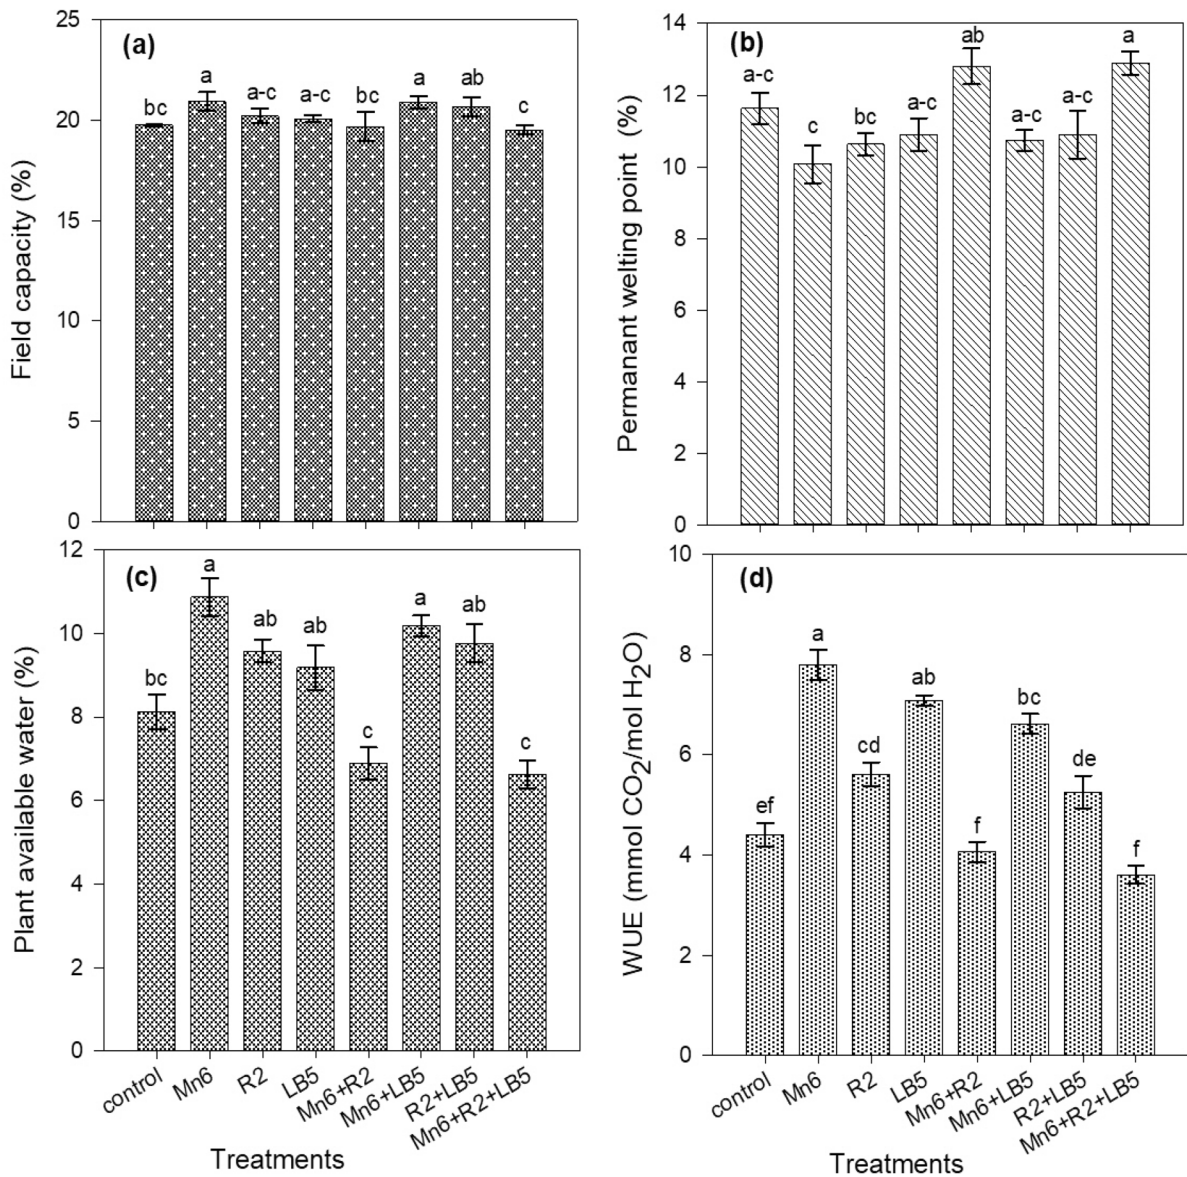 (a)
Field capacity (%)
25
20
15
10
5
0
bc a a-c a-c bc a ab c
(b)
Permanant welting point (%)
14
12
10
8
6
4
2
0
a-c c bc a-c ab a-c a-c a
(c)
Plant available water (%)
12
10
8
6
4
2
0
bc a ab ab c a ab c
control Mn6 R2 LB5 Mn6+R2 Mn6+LB5 R2+LB5 Mn6+R2+LB5
Treatments
(d)
WUE (mmol CO2/mol H2O)
10
8
6
4
2
0
ef a cd ab f bc de f
control Mn6 R2 LB5 Mn6+R2 Mn6+LB5 R2+LB5 Mn6+R2+LB5
Treatments